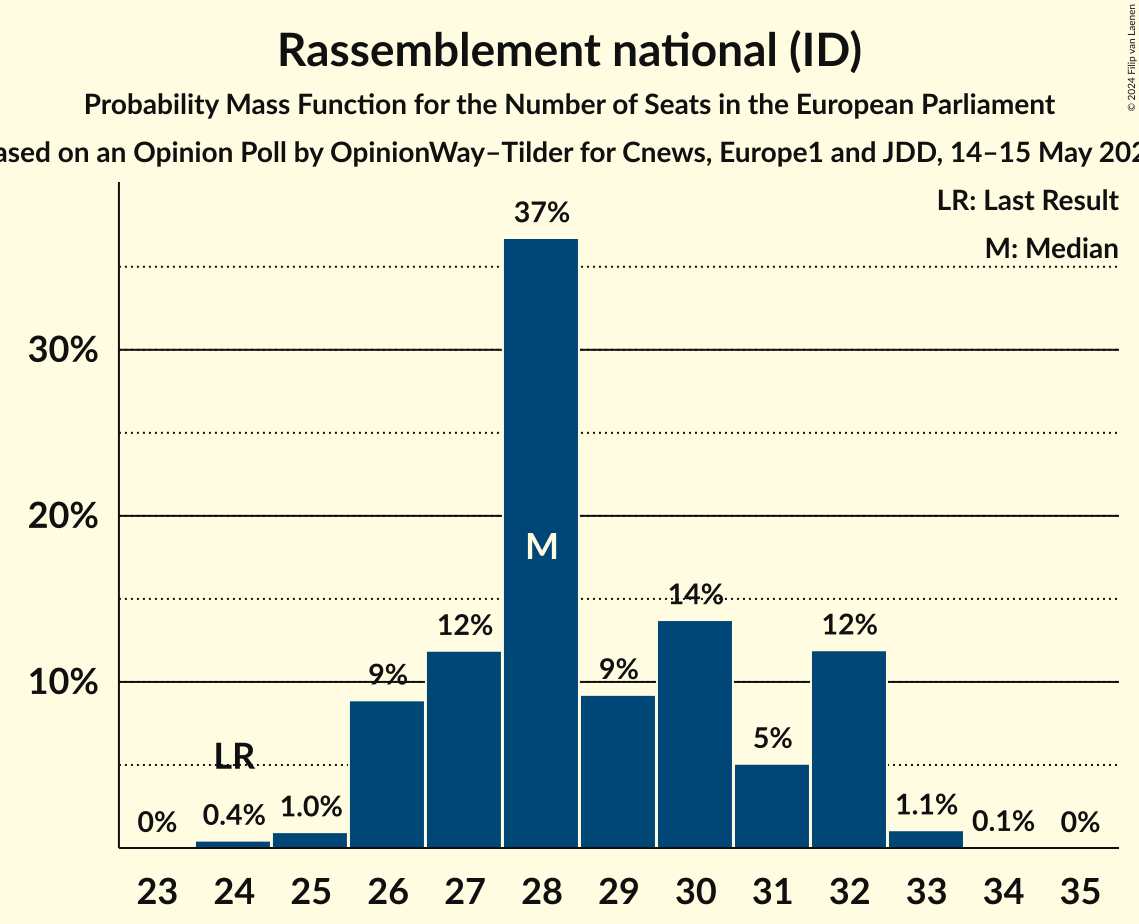 Rassemblement national (ID)
Probability Mass Function for the Number of Seats in the European Parliament
ased on an Opinion Poll by OpinionWay–Tilder for Cnews, Europe1 and JDD, 14–15 May 202
© 2024 Filip van Laenen
LR: Last Result
M: Median
37%
30%
20%
M
14%
12%
12%
9%
9%
10%
5%
LR
0%
0.4%
1.0%
1.1%
0.1%
0%
23 24 25 26 27 28 29 30 31 32 33 34 35